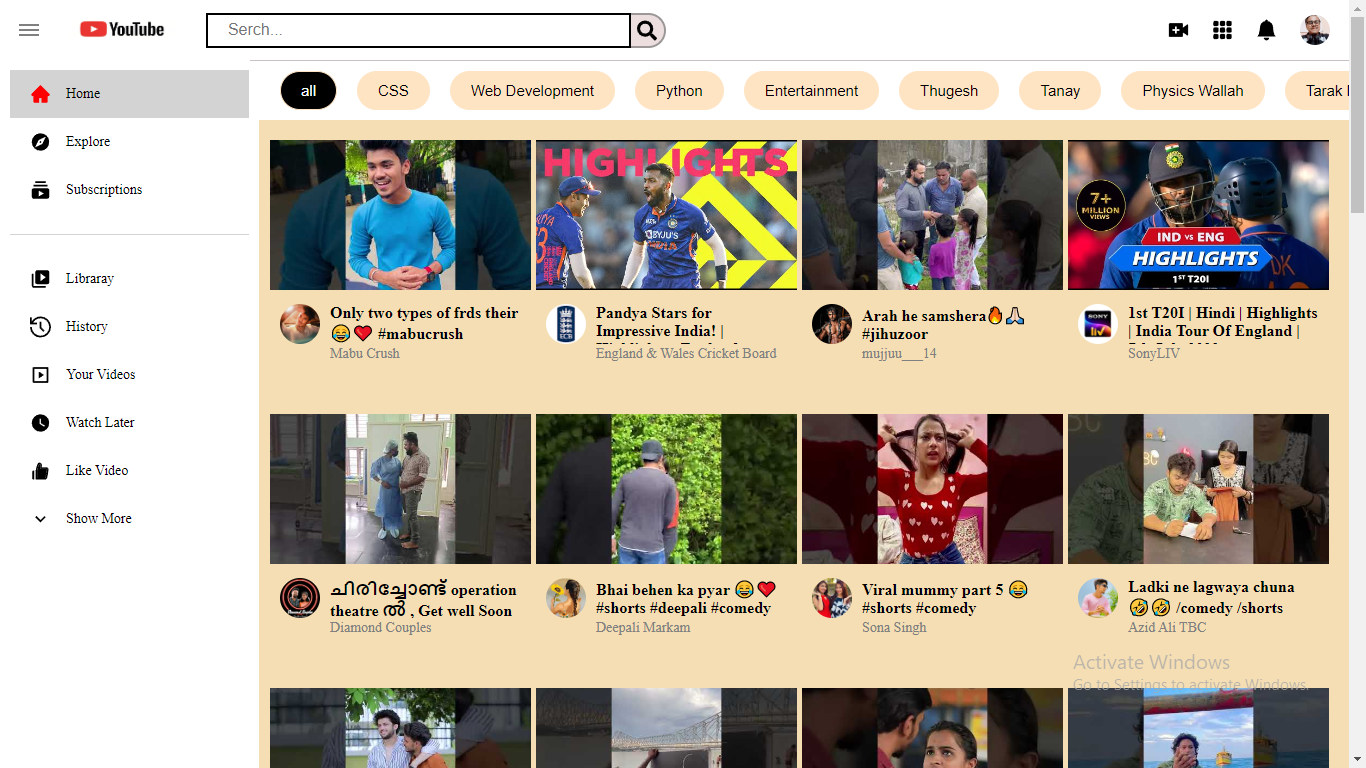 YouTube
Serch...
Home
Explore
Subscriptions
Libraray
History
Your Videos
Watch Later
Like Video
Show More
all
CSS
Web Development
Python
Entertainment
Thugesh
Tanay
Physics Wallah
Tarak
HIGHLIGHTS
BYJU'S
7+
MILLION
VIEWS
IND vs ENG
HIGHLIGHTS
1ST T20I
Only two types of frds their
😂❤️ #mabucrush
Mabu Crush
Pandya Stars for
Impressive India! |
England & Wales Cricket Board
Arah he samshera🔥🙏
#jihuzoor
mujjuu___14
SONY
liv
1st T20I | Hindi | Highlights
| India Tour Of England |
SonyLIV
ചിരിച്ചോണ്ട് operation
theatre ൽ , Get well Soon
Diamond Couples
Bhai behen ka pyar 😂❤️
#shorts #deepali #comedy
Deepali Markam
Viral mummy part 5 😂
#shorts #comedy
Sona Singh
Ladki ne lagwaya chuna
🤣🤣 /comedy /shorts
Azid Ali TBC
Activate Windows
Go to Settings to activate Windows.